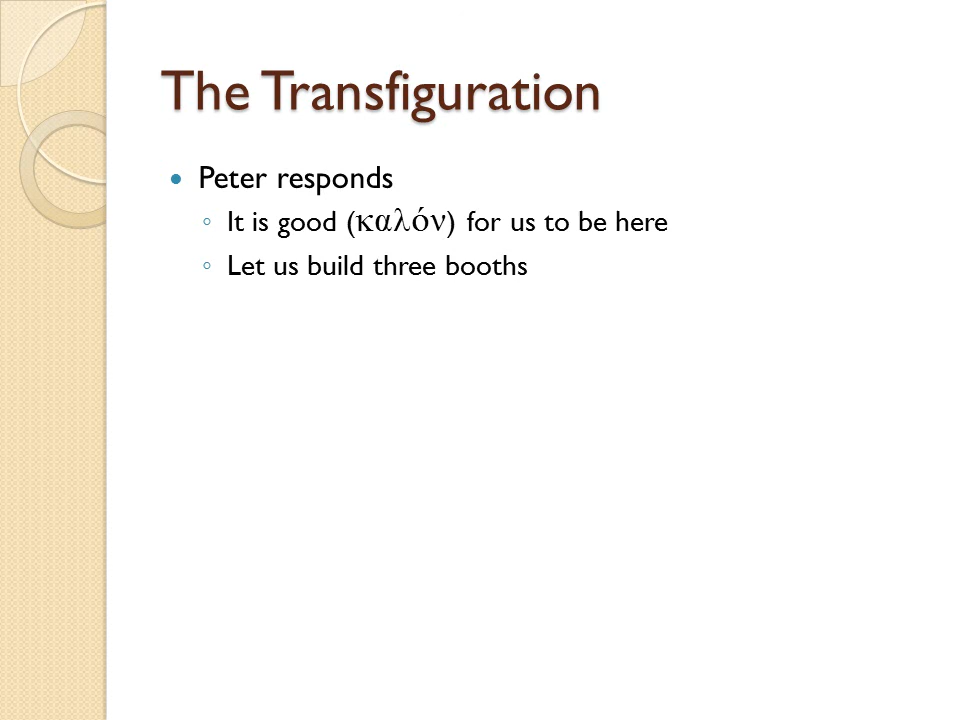 The Transfiguration
Peter responds
It is good (καλόν) for us to be here
Let us build three booths